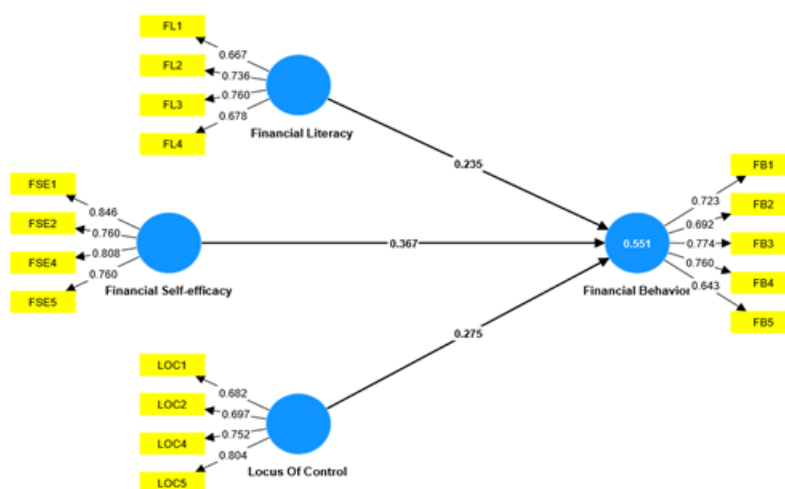 FL1
0.667
FL2
0.736
FL3
0.760
FL4
0.678
Financial Literacy
0.235
FSE1
0.846
FSE2
0.760
FSE4
0.808
FSE5
0.760
Financial Self-efficacy
0.367
LOC1
0.682
LOC2
0.697
LOC4
0.752
LOC5
0.804
Locus Of Control
0.275
0.551
Financial Behavior
FB1
0.723
FB2
0.692
FB3
0.774
FB4
0.760
FB5
0.643